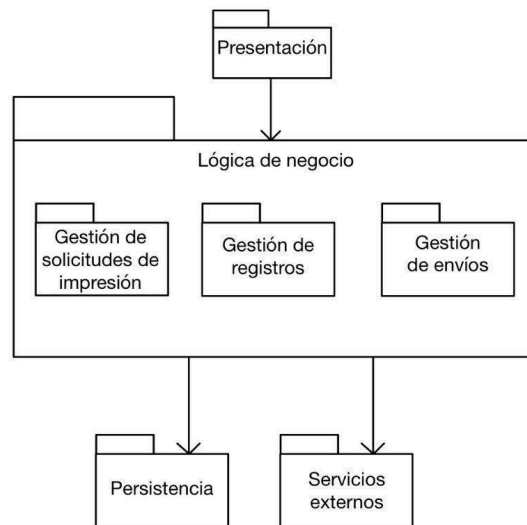 Presentación
Lógica de negocio
Gestión de
solicitudes de
impresión
Gestión de
registros
Gestión
de envíos
Persistencia
Servicios
externos